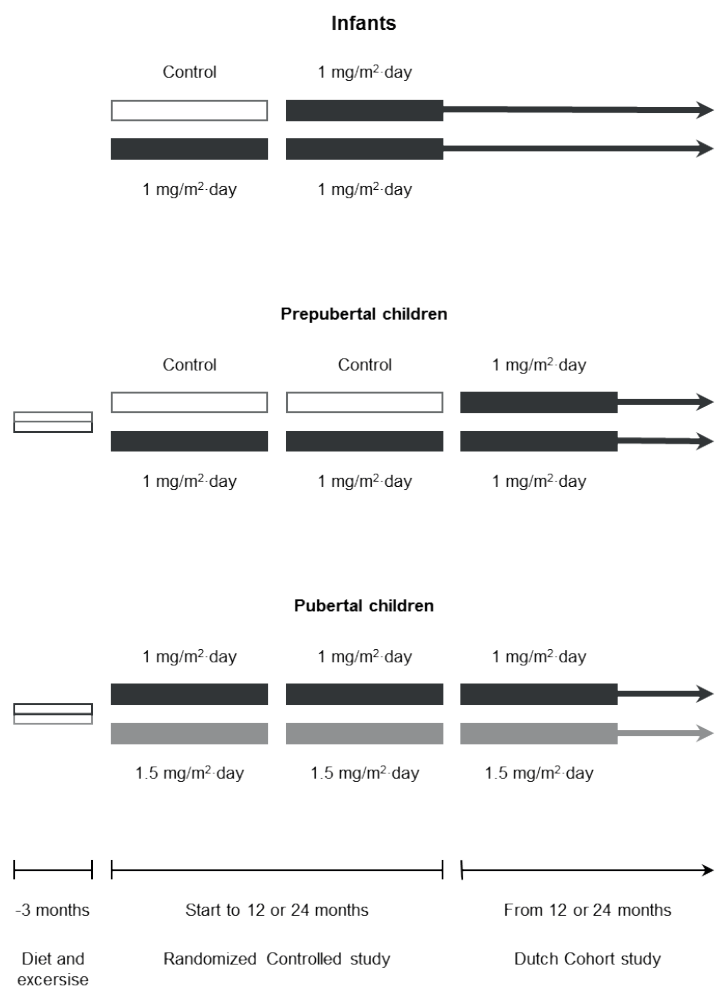 Infants
Control 1 mg/m²·day
1 mg/m²·day 1 mg/m²·day
Prepubertal children
Control Control 1 mg/m²·day
1 mg/m²·day 1 mg/m²·day 1 mg/m²·day
Pubertal children
1 mg/m²·day 1 mg/m²·day 1 mg/m²·day
1.5 mg/m²·day 1.5 mg/m²·day 1.5 mg/m²·day
-3 months Start to 12 or 24 months From 12 or 24 months
Diet and Randomized Controlled study Dutch Cohort study
excersise